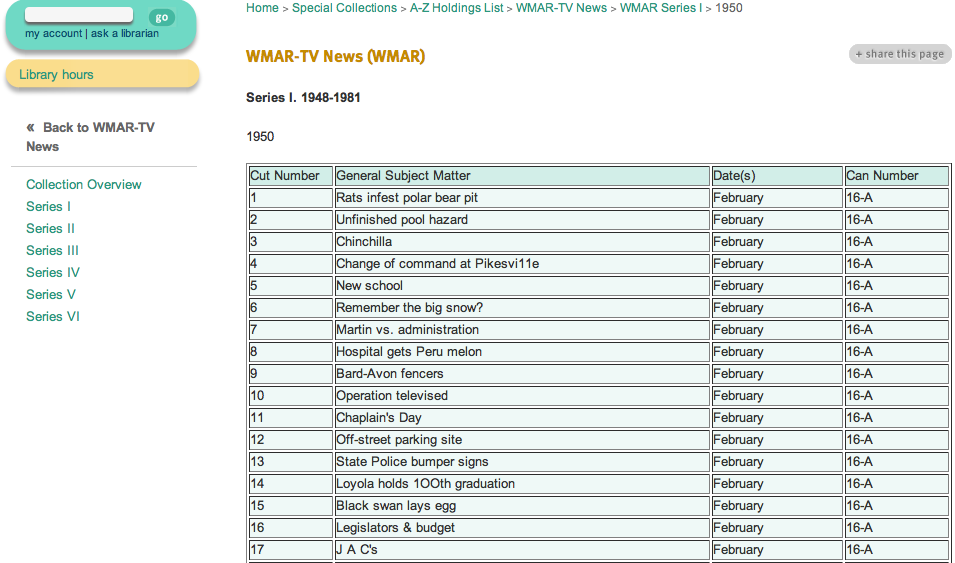 go
my account | ask a librarian
Library hours
« Back to WMAR-TV
News
Collection Overview
Series I
Series II
Series III
Series IV
Series V
Series VI
Home > Special Collections > A-Z Holdings List > WMAR-TV News > WMAR Series I > 1950
WMAR-TV News (WMAR)
+ share this page
Series I. 1948-1981
1950
Cut Number General Subject Matter Date(s) Can Number
1 Rats infest polar bear pit February 16-A
2 Unfinished pool hazard February 16-A
3 Chinchilla February 16-A
4 Change of command at Pikesvi11e February 16-A
5 New school February 16-A
6 Remember the big snow? February 16-A
7 Martin vs. administration February 16-A
8 Hospital gets Peru melon February 16-A
9 Bard-Avon fencers February 16-A
10 Operation televised February 16-A
11 Chaplain's Day February 16-A
12 Off-street parking site February 16-A
13 State Police bumper signs February 16-A
14 Loyola holds 1OOth graduation February 16-A
15 Black swan lays egg February 16-A
16 Legislators & budget February 16-A
17 J A C's February 16-A